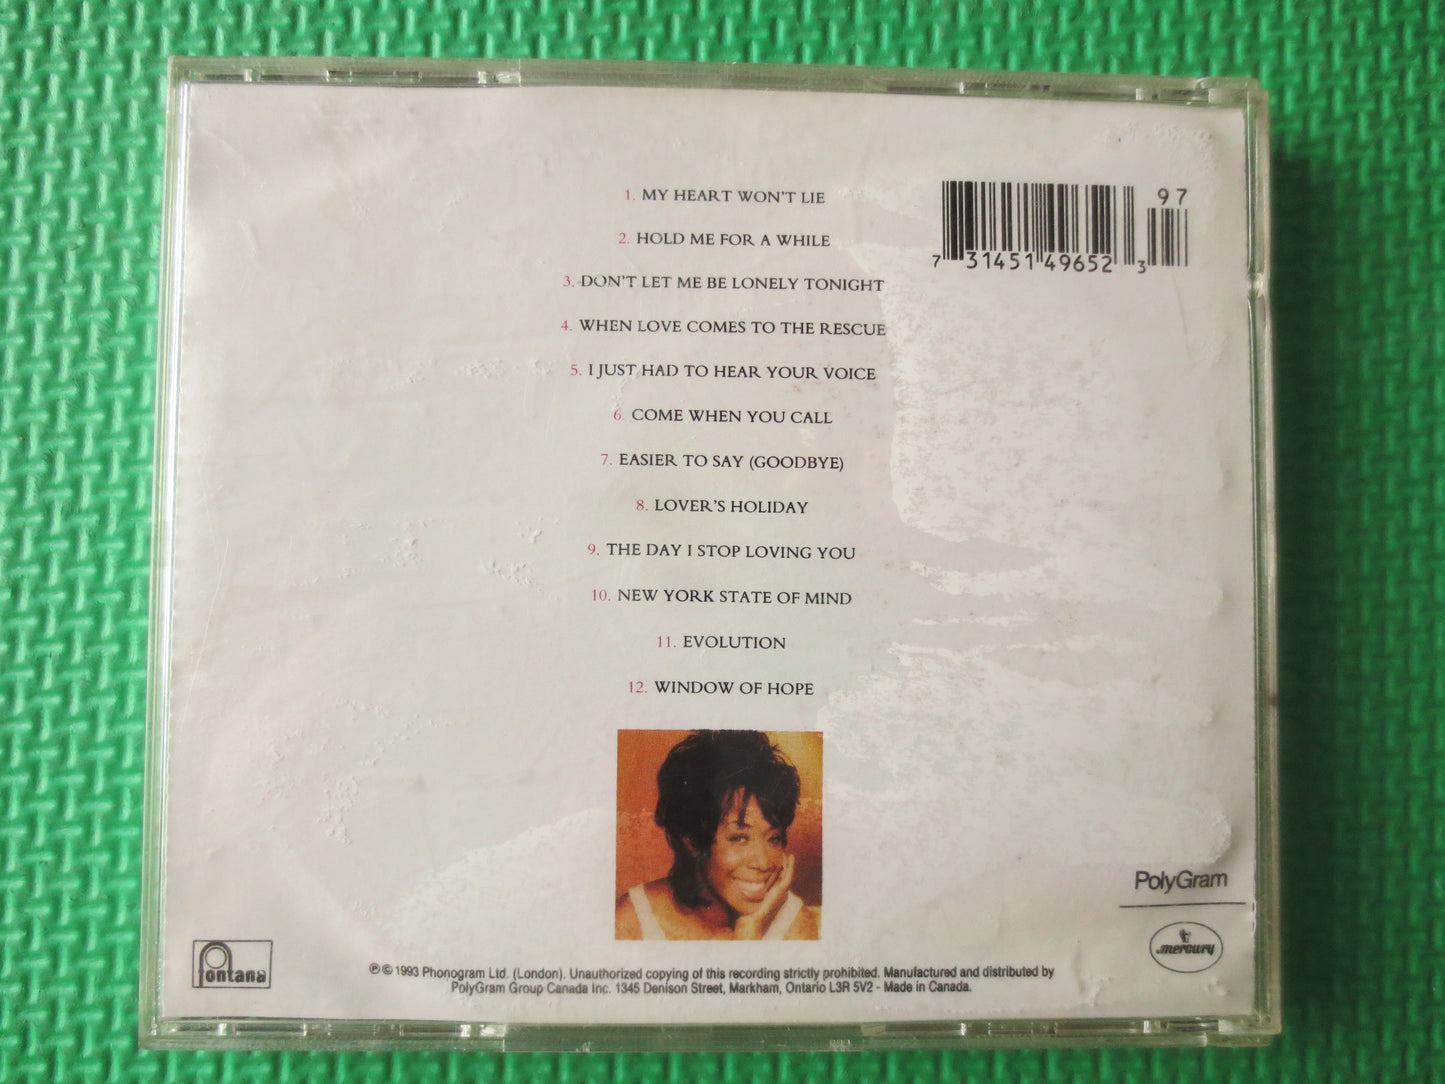 1. MY HEART WON'T LIE
2. HOLD ME FOR A WHILE
3. DON'T LET ME BE LONELY TONIGHT
4. WHEN LOVE COMES TO THE RESCUE
5. I JUST HAD TO HEAR YOUR VOICE
6. COME WHEN YOU CALL
7. EASIER TO SAY (GOODBYE)
8. LOVER'S HOLIDAY
9. THE DAY I STOP LOVING YOU
10. NEW YORK STATE OF MIND
11. EVOLUTION
12. WINDOW OF HOPE
97
7 31451 49652 3
PolyGram
mercury
fontana
℗ © 1993 Phonogram Ltd. (London). Unauthorized copying of this recording strictly prohibited. Manufactured and distributed by
PolyGram Group Canada Inc. 1345 Denison Street, Markham, Ontario L3R 5V2 - Made in Canada.